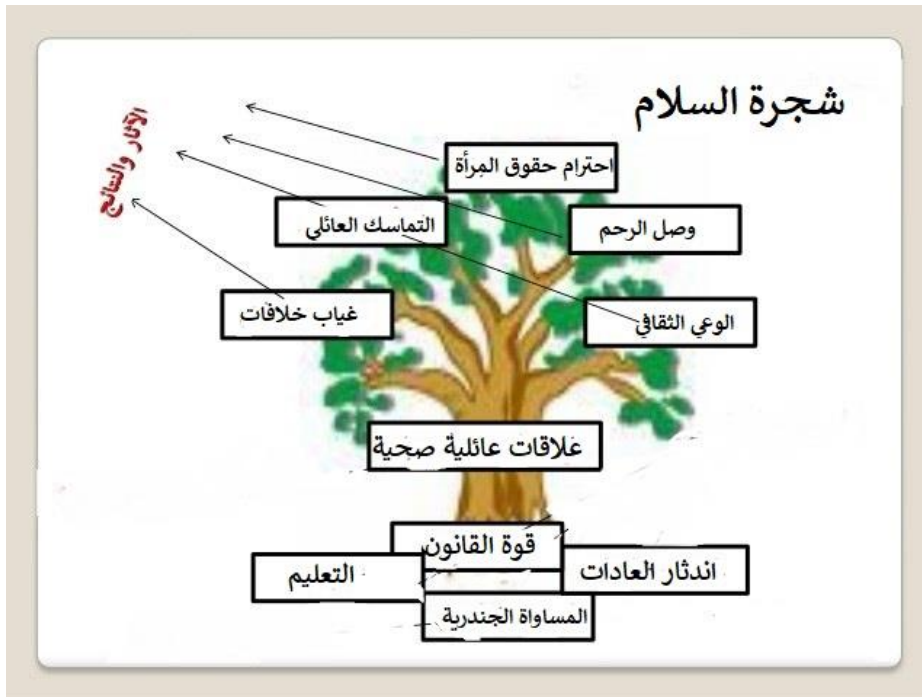 شجرة السلام
الآثار والنتائج
احترام حقوق المرأة
وصل الرحم
التماسك العائلي
الوعي الثقافي
غياب خلافات
علاقات عائلية صحية
قوة القانون
اندثار العادات
التعليم
المساواة الجندرية